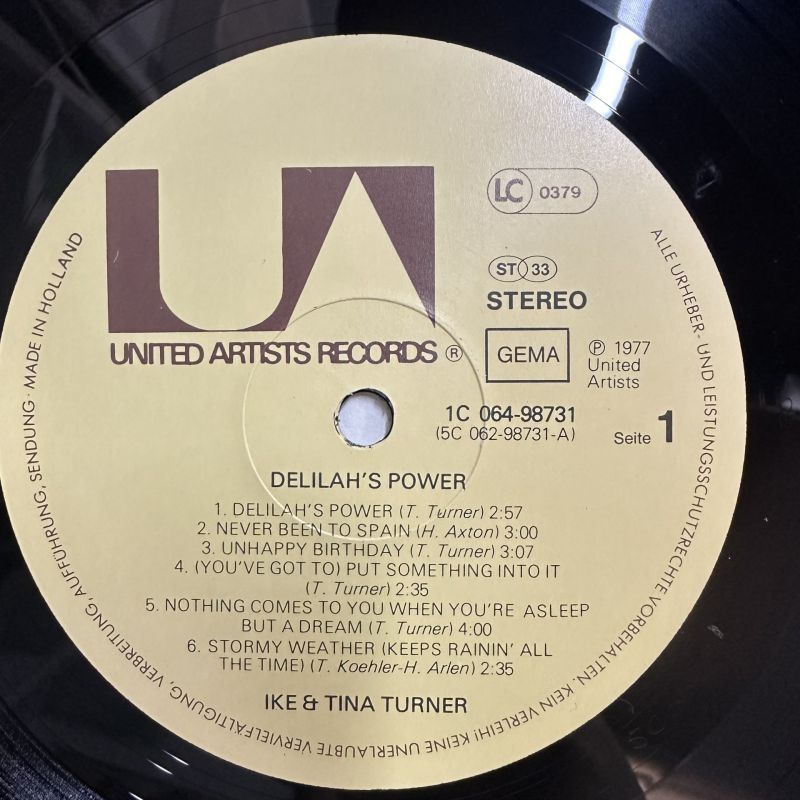 UA
UNITED ARTISTS RECORDS ®
LC 0379
ST 33
STEREO
GEMA
℗ 1977
United
Artists
1C 064-98731
(5C 062-98731-A)
Seite 1
DELILAH'S POWER
1. DELILAH'S POWER (T. Turner) 2:57
2. NEVER BEEN TO SPAIN (H. Axton) 3:00
3. UNHAPPY BIRTHDAY (T. Turner) 3:07
4. (YOU'VE GOT TO) PUT SOMETHING INTO IT
(T. Turner) 2:35
5. NOTHING COMES TO YOU WHEN YOU'RE ASLEEP
BUT A DREAM (T. Turner) 4:00
6. STORMY WEATHER (KEEPS RAININ' ALL
THE TIME) (T. Koehler-H. Arlen) 2:35
IKE & TINA TURNER
ALLE URHEBER- UND LEISTUNGSSCHUTZRECHTE VORBEHALTEN. KEIN VERLEIH! KEINE UNERLAUBTE VERVIELFÄLTIGUNG, VERBREITUNG, AUFFÜHRUNG, SENDUNG· MADE IN HOLLAND